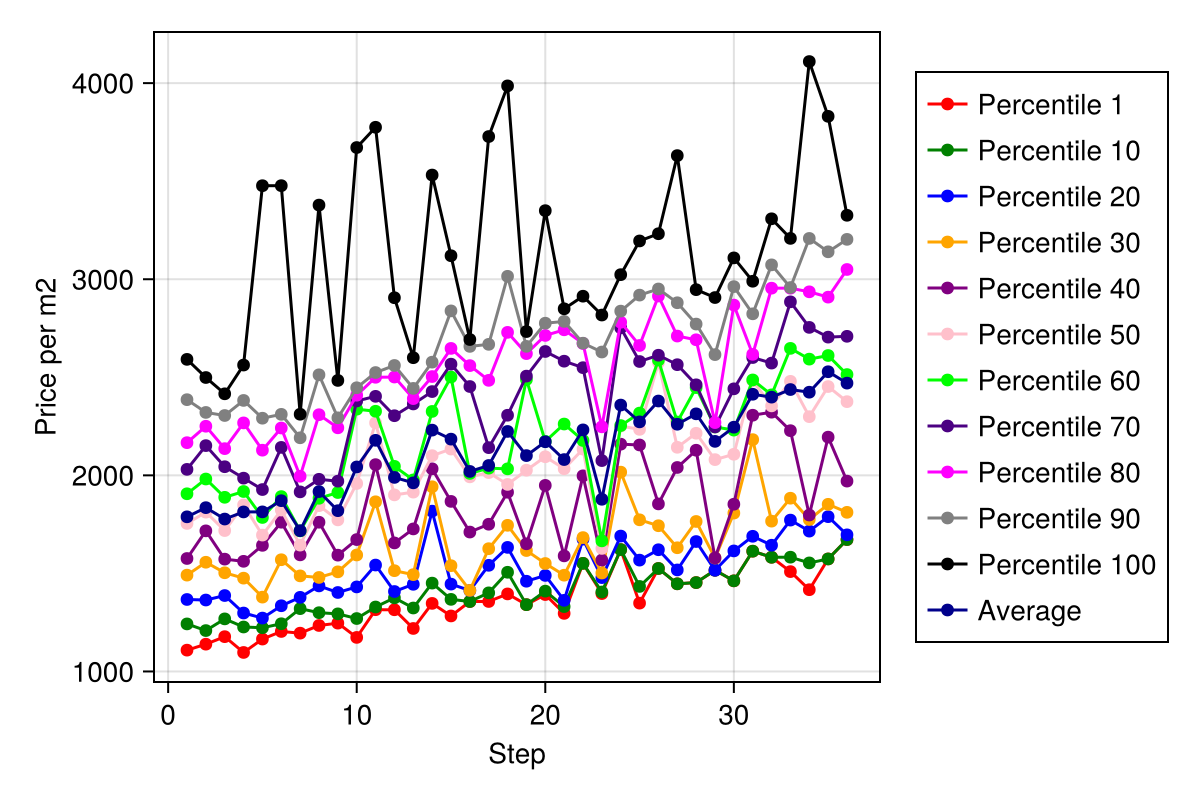 4000
3000
2000
1000
Price per m2
0 10 20 30
Step
Percentile 1
Percentile 10
Percentile 20
Percentile 30
Percentile 40
Percentile 50
Percentile 60
Percentile 70
Percentile 80
Percentile 90
Percentile 100
Average